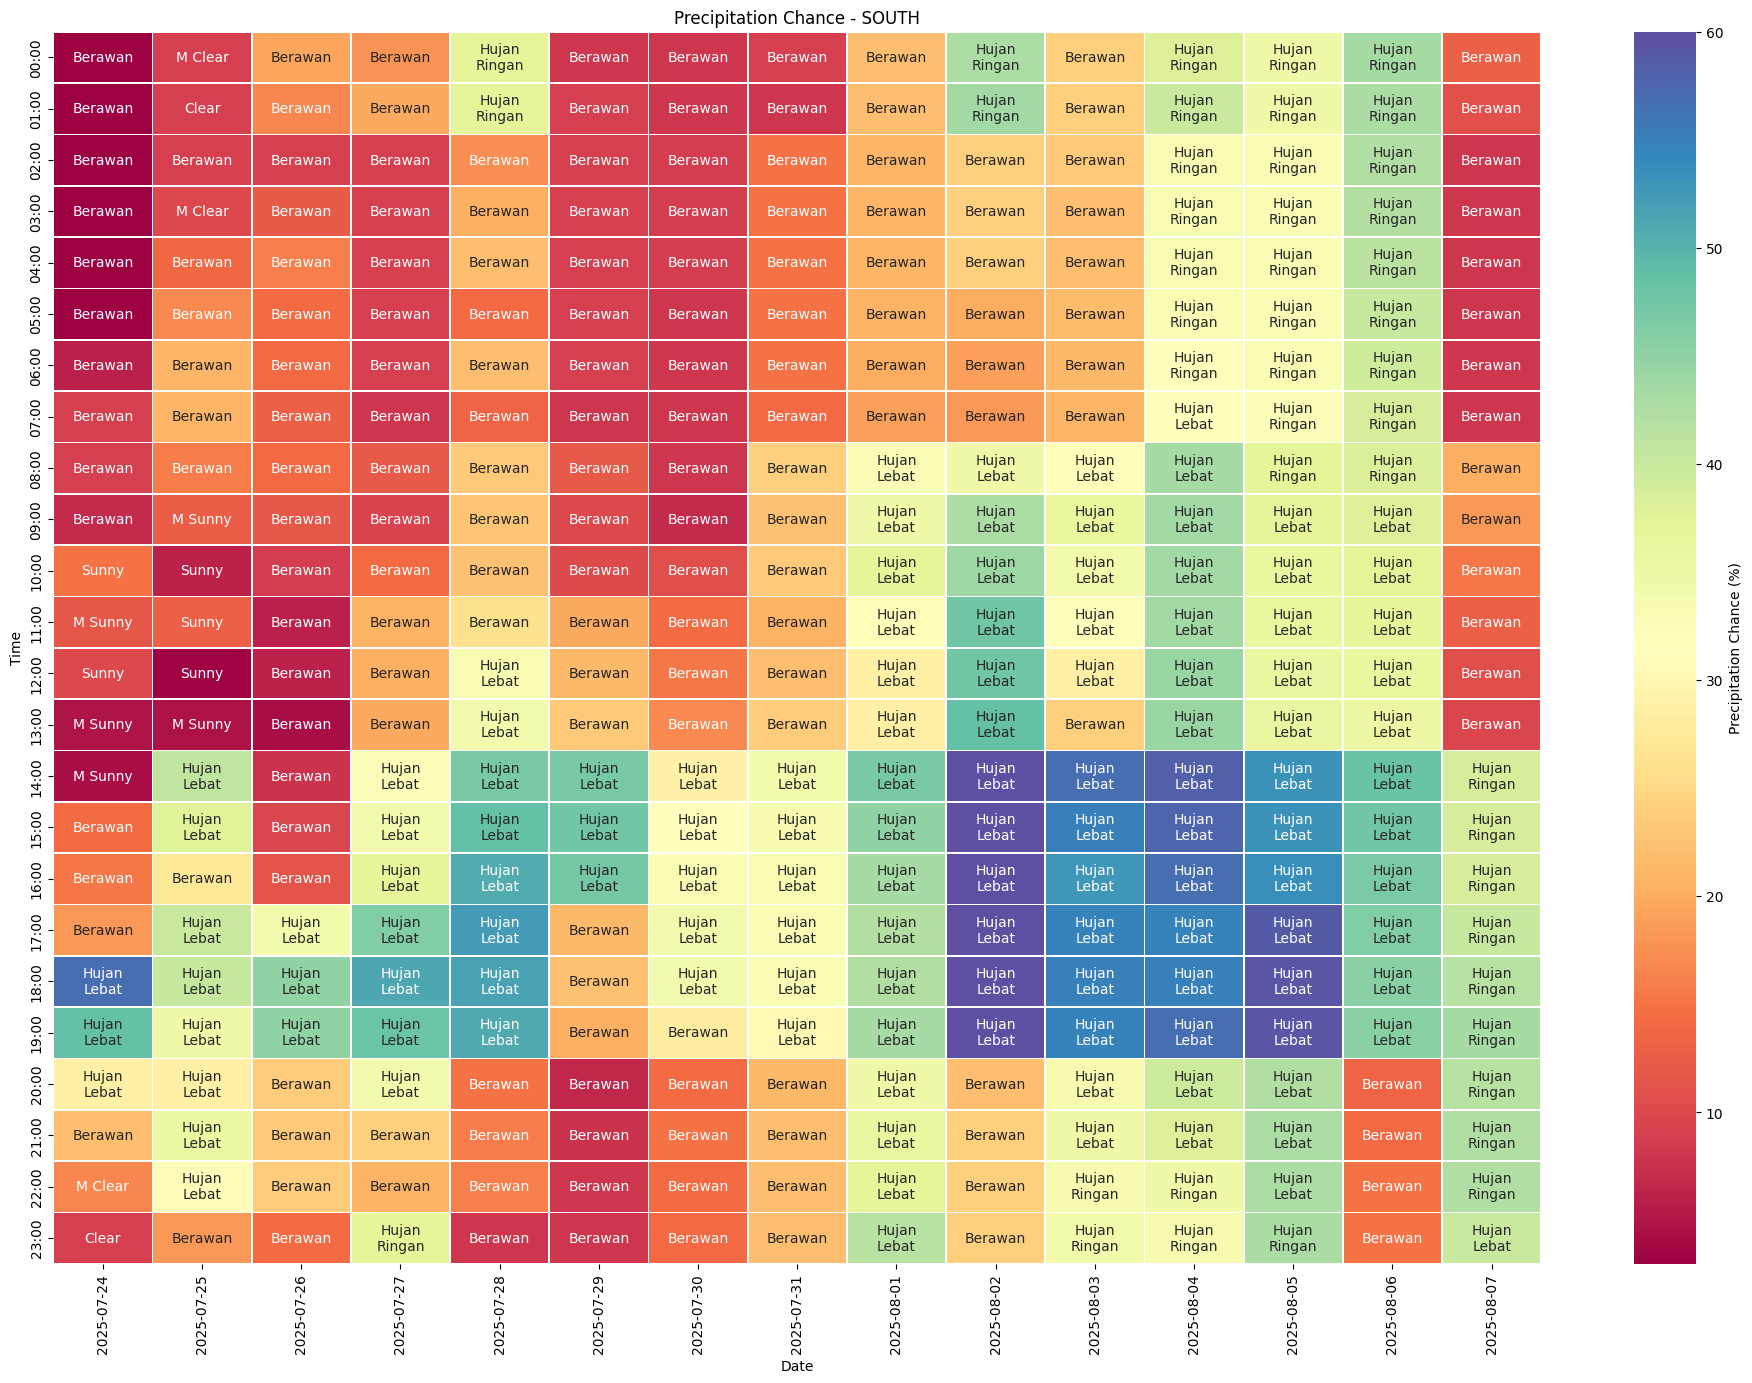 Precipitation Chance - SOUTH
00:00 Berawan M Clear Berawan Berawan Hujan Ringan Berawan Berawan Berawan Berawan Hujan Ringan Berawan Hujan Ringan Hujan Ringan Hujan Ringan Berawan
01:00 Berawan Clear Berawan Berawan Hujan Ringan Berawan Berawan Berawan Berawan Hujan Ringan Berawan Hujan Ringan Hujan Ringan Hujan Ringan Berawan
02:00 Berawan Berawan Berawan Berawan Berawan Berawan Berawan Berawan Berawan Berawan Berawan Hujan Ringan Hujan Ringan Hujan Ringan Berawan
03:00 Berawan M Clear Berawan Berawan Berawan Berawan Berawan Berawan Berawan Berawan Berawan Hujan Ringan Hujan Ringan Hujan Ringan Berawan
04:00 Berawan Berawan Berawan Berawan Berawan Berawan Berawan Berawan Berawan Berawan Berawan Hujan Ringan Hujan Ringan Hujan Ringan Berawan
05:00 Berawan Berawan Berawan Berawan Berawan Berawan Berawan Berawan Berawan Berawan Berawan Hujan Ringan Hujan Ringan Hujan Ringan Berawan
06:00 Berawan Berawan Berawan Berawan Berawan Berawan Berawan Berawan Berawan Berawan Berawan Hujan Ringan Hujan Ringan Hujan Ringan Berawan
07:00 Berawan Berawan Berawan Berawan Berawan Berawan Berawan Berawan Berawan Berawan Berawan Hujan Lebat Hujan Ringan Hujan Ringan Berawan
08:00 Berawan Berawan Berawan Berawan Berawan Berawan Berawan Berawan Hujan Lebat Hujan Lebat Hujan Lebat Hujan Lebat Hujan Ringan Hujan Ringan Berawan
09:00 Berawan M Sunny Berawan Berawan Berawan Berawan Berawan Berawan Hujan Lebat Hujan Lebat Hujan Lebat Hujan Lebat Hujan Lebat Hujan Lebat Berawan
10:00 Sunny Sunny Berawan Berawan Berawan Berawan Berawan Berawan Hujan Lebat Hujan Lebat Hujan Lebat Hujan Lebat Hujan Lebat Hujan Lebat Berawan
11:00 M Sunny Sunny Berawan Berawan Berawan Berawan Berawan Berawan Hujan Lebat Hujan Lebat Hujan Lebat Hujan Lebat Hujan Lebat Hujan Lebat Berawan
12:00 Sunny Sunny Berawan Berawan Hujan Lebat Berawan Berawan Berawan Hujan Lebat Hujan Lebat Hujan Lebat Hujan Lebat Hujan Lebat Hujan Lebat Berawan
13:00 M Sunny M Sunny Berawan Berawan Hujan Lebat Berawan Berawan Berawan Hujan Lebat Hujan Lebat Berawan Hujan Lebat Hujan Lebat Hujan Lebat Berawan
14:00 M Sunny Hujan Lebat Berawan Hujan Lebat Hujan Lebat Hujan Lebat Hujan Lebat Hujan Lebat Hujan Lebat Hujan Lebat Hujan Lebat Hujan Lebat Hujan Lebat Hujan Lebat Hujan Ringan
15:00 Berawan Hujan Lebat Berawan Hujan Lebat Hujan Lebat Hujan Lebat Hujan Lebat Hujan Lebat Hujan Lebat Hujan Lebat Hujan Lebat Hujan Lebat Hujan Lebat Hujan Lebat Hujan Ringan
16:00 Berawan Berawan Berawan Hujan Lebat Hujan Lebat Hujan Lebat Hujan Lebat Hujan Lebat Hujan Lebat Hujan Lebat Hujan Lebat Hujan Lebat Hujan Lebat Hujan Lebat Hujan Ringan
17:00 Berawan Hujan Lebat Hujan Lebat Hujan Lebat Hujan Lebat Berawan Hujan Lebat Hujan Lebat Hujan Lebat Hujan Lebat Hujan Lebat Hujan Lebat Hujan Lebat Hujan Lebat Hujan Ringan
18:00 Hujan Lebat Hujan Lebat Hujan Lebat Hujan Lebat Hujan Lebat Berawan Hujan Lebat Hujan Lebat Hujan Lebat Hujan Lebat Hujan Lebat Hujan Lebat Hujan Lebat Hujan Lebat Hujan Ringan
19:00 Hujan Lebat Hujan Lebat Hujan Lebat Hujan Lebat Hujan Lebat Berawan Berawan Hujan Lebat Hujan Lebat Hujan Lebat Hujan Lebat Hujan Lebat Hujan Lebat Hujan Lebat Hujan Ringan
20:00 Hujan Lebat Hujan Lebat Berawan Hujan Lebat Berawan Berawan Berawan Berawan Hujan Lebat Berawan Hujan Lebat Hujan Lebat Hujan Lebat Berawan Hujan Ringan
21:00 Berawan Hujan Lebat Berawan Berawan Berawan Berawan Berawan Berawan Hujan Lebat Berawan Hujan Lebat Hujan Lebat Hujan Lebat Berawan Hujan Ringan
22:00 M Clear Hujan Lebat Berawan Berawan Berawan Berawan Berawan Berawan Hujan Lebat Berawan Hujan Ringan Hujan Ringan Hujan Lebat Berawan Hujan Ringan
23:00 Clear Berawan Berawan Hujan Ringan Berawan Berawan Berawan Berawan Hujan Lebat Berawan Hujan Ringan Hujan Ringan Hujan Ringan Berawan Hujan Lebat
Time
2025-07-24 2025-07-25 2025-07-26 2025-07-27 2025-07-28 2025-07-29 2025-07-30 2025-07-31 2025-08-01 2025-08-02 2025-08-03 2025-08-04 2025-08-05 2025-08-06 2025-08-07
Date
60
50
40
30
20
10
Precipitation Chance (%)